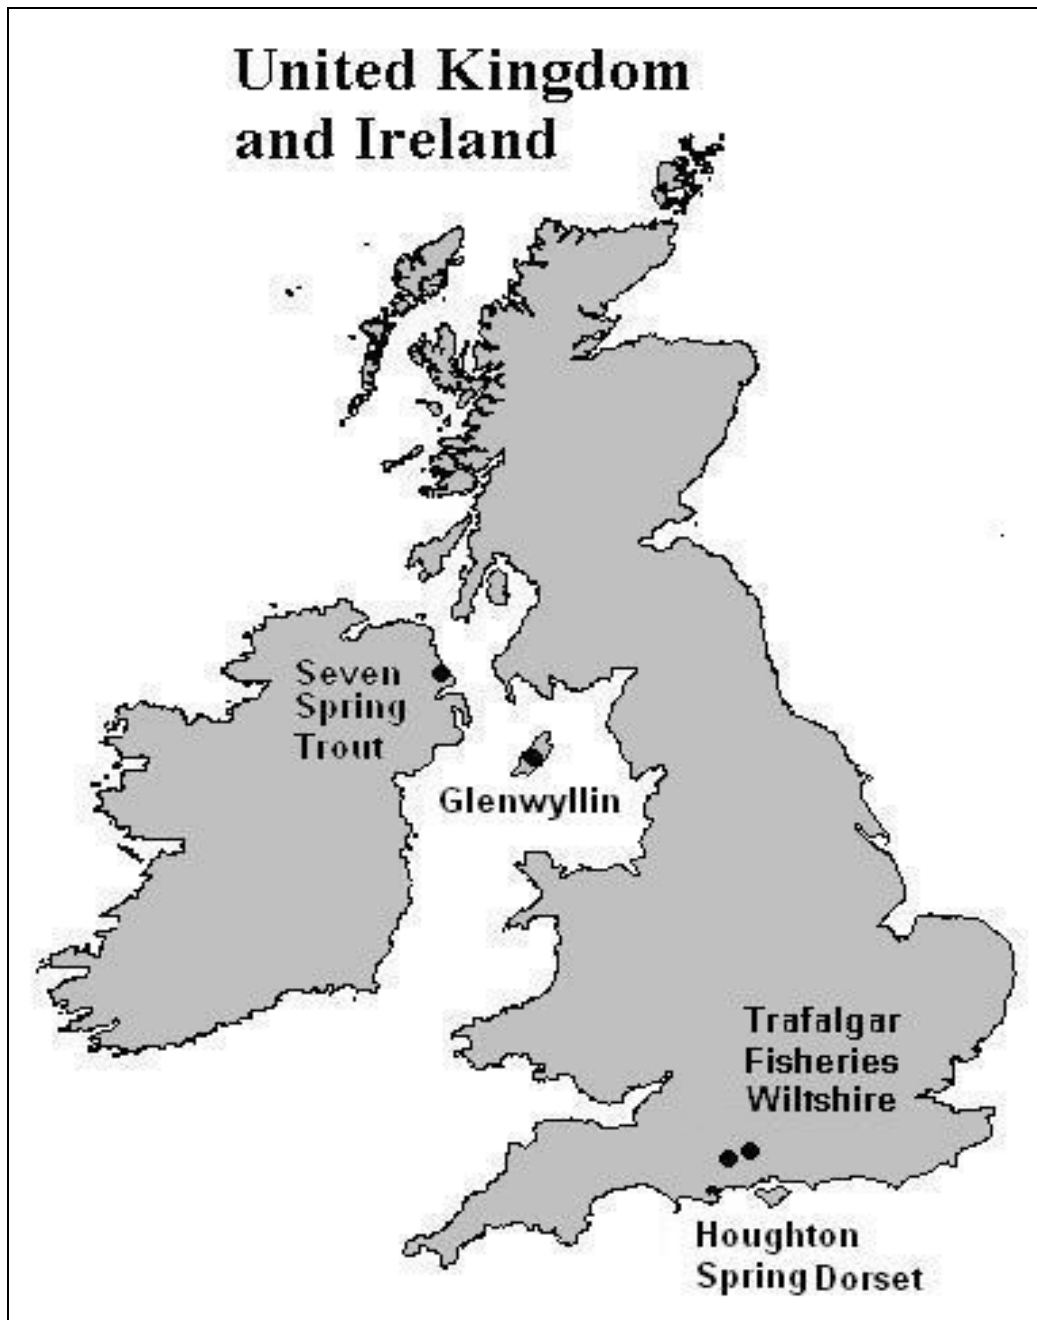 United Kingdom
and Ireland
Seven
Spring
Trout
Glenwyllin
Trafalgar
Fisheries
Wiltshire
Houghton
Spring Dorset